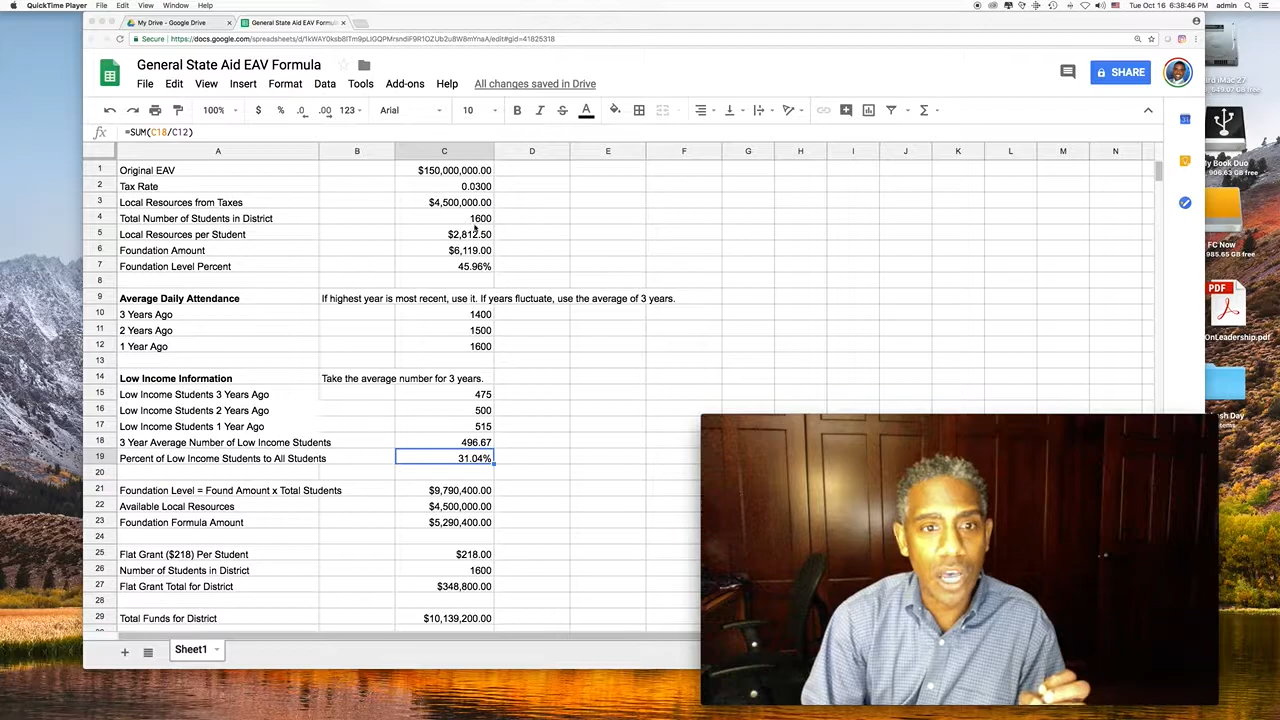 QuickTime Player File Edit View Window Help Tue Oct 16 6:38:46 PM admin
My Drive - Google Drive General State Aid EAV Formula
Secure
General State Aid EAV Formula
File Edit View Insert Format Data Tools Add-ons Help All changes saved in Drive
SHARE
100% $ % .0 .00 123 Arial 10 B I S A Σ
fx =SUM(C18/C12)
A B C D E F G H I J K L M N
1 Original EAV $150,000,000.00
2 Tax Rate 0.0300
3 Local Resources from Taxes $4,500,000.00
4 Total Number of Students in District 1600
5 Local Resources per Student $2,812.50
6 Foundation Amount $6,119.00
7 Foundation Level Percent 45.96%
8
9 Average Daily Attendance If highest year is most recent, use it. If years fluctuate, use the average of 3 years.
10 3 Years Ago 1400
11 2 Years Ago 1500
12 1 Year Ago 1600
13
14 Low Income Information Take the average number for 3 years.
15 Low Income Students 3 Years Ago 475
16 Low Income Students 2 Years Ago 500
17 Low Income Students 1 Year Ago 515
18 3 Year Average Number of Low Income Students 496.67
19 Percent of Low Income Students to All Students 31.04%
20
21 Foundation Level = Found Amount x Total Students $9,790,400.00
22 Available Local Resources $4,500,000.00
23 Foundation Formula Amount $5,290,400.00
24
25 Flat Grant ($218) Per Student $218.00
26 Number of Students in District 1600
27 Flat Grant Total for District $348,800.00
28
29 Total Funds for District $10,139,200.00
Sheet1
My Book Duo
FC Now
PDF
OnLeadership.pdf